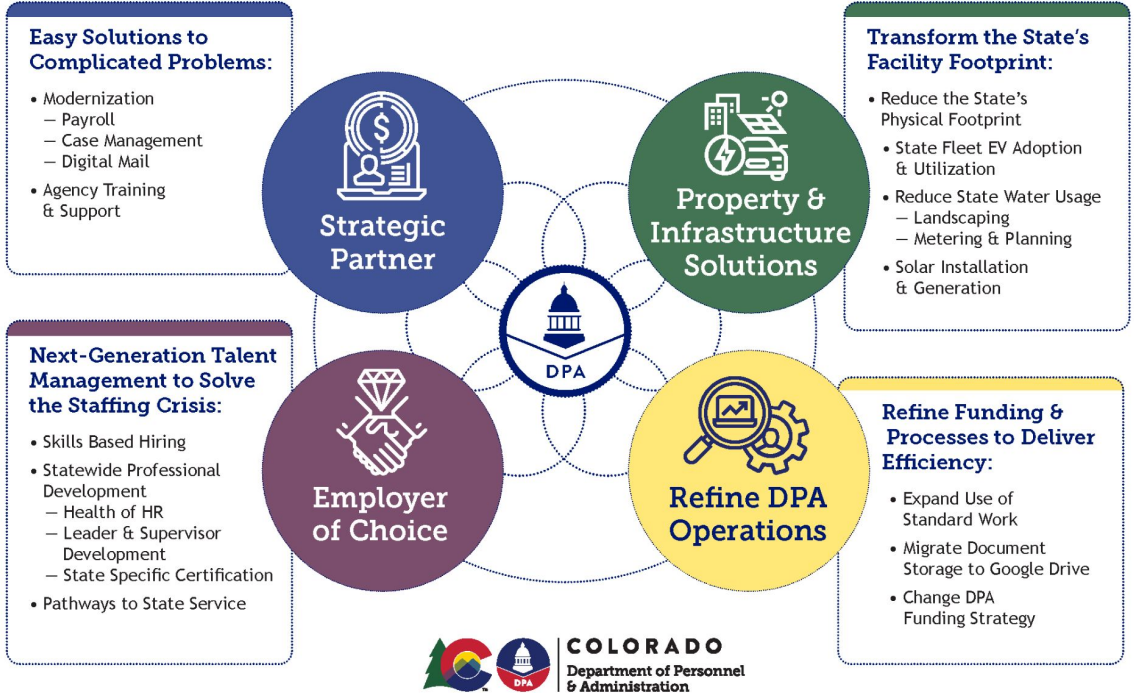 Easy Solutions to
Complicated Problems:
• Modernization
— Payroll
— Case Management
— Digital Mail
• Agency Training
& Support
Strategic
Partner
Property &
Infrastructure
Solutions
Transform the State's
Facility Footprint:
• Reduce the State's
Physical Footprint
• State Fleet EV Adoption
& Utilization
• Reduce State Water Usage
— Landscaping
— Metering & Planning
• Solar Installation
& Generation
DPA
Next-Generation Talent
Management to Solve
the Staffing Crisis:
• Skills Based Hiring
• Statewide Professional
Development
— Health of HR
— Leader & Supervisor
Development
— State Specific Certification
• Pathways to State Service
Employer
of Choice
Refine DPA
Operations
Refine Funding &
Processes to Deliver
Efficiency:
• Expand Use of
Standard Work
• Migrate Document
Storage to Google Drive
• Change DPA
Funding Strategy
DPA
COLORADO
Department of Personnel
& Administration